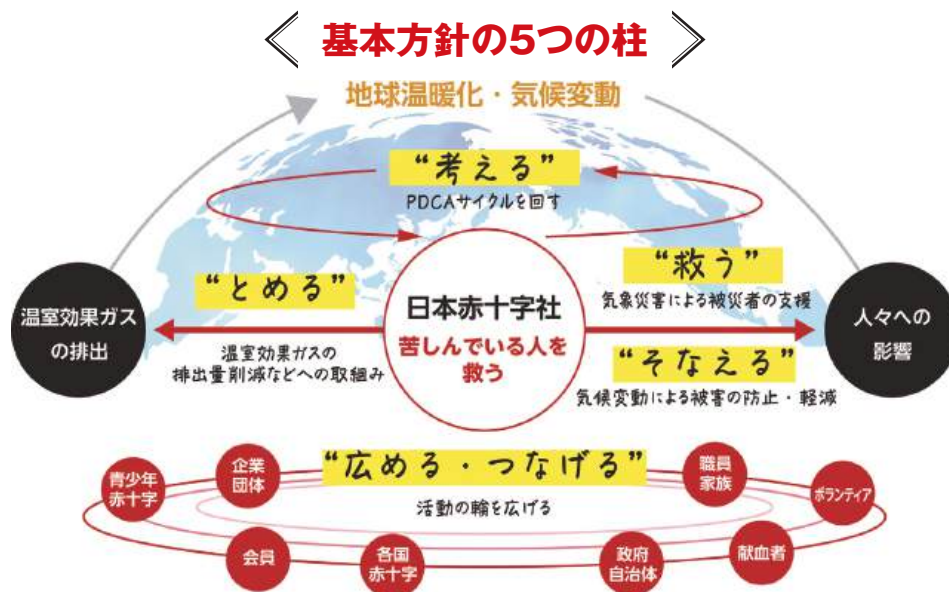 基本方針の5つの柱
地球温暖化・気候変動
“考える”
PDCAサイクルを回す
“とめる”
温室効果ガスの
排出量削減などへの取組み
温室効果ガス
の排出
日本赤十字社
苦しんでいる人を
救う
“救う”
気象災害による被災者の支援
“そなえる”
気候変動による被害の防止・軽減
人々への
影響
“広める・つなげる”
活動の輪を広げる
青少年
赤十字
企業
団体
職員
家族
ボランティア
会員
各国
赤十字
政府
自治体
献血者